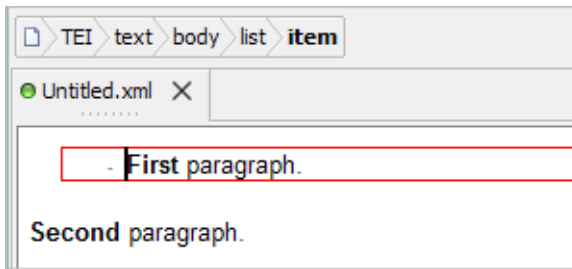 TEI text body list item
Untitled.xml
- First paragraph.
Second paragraph.